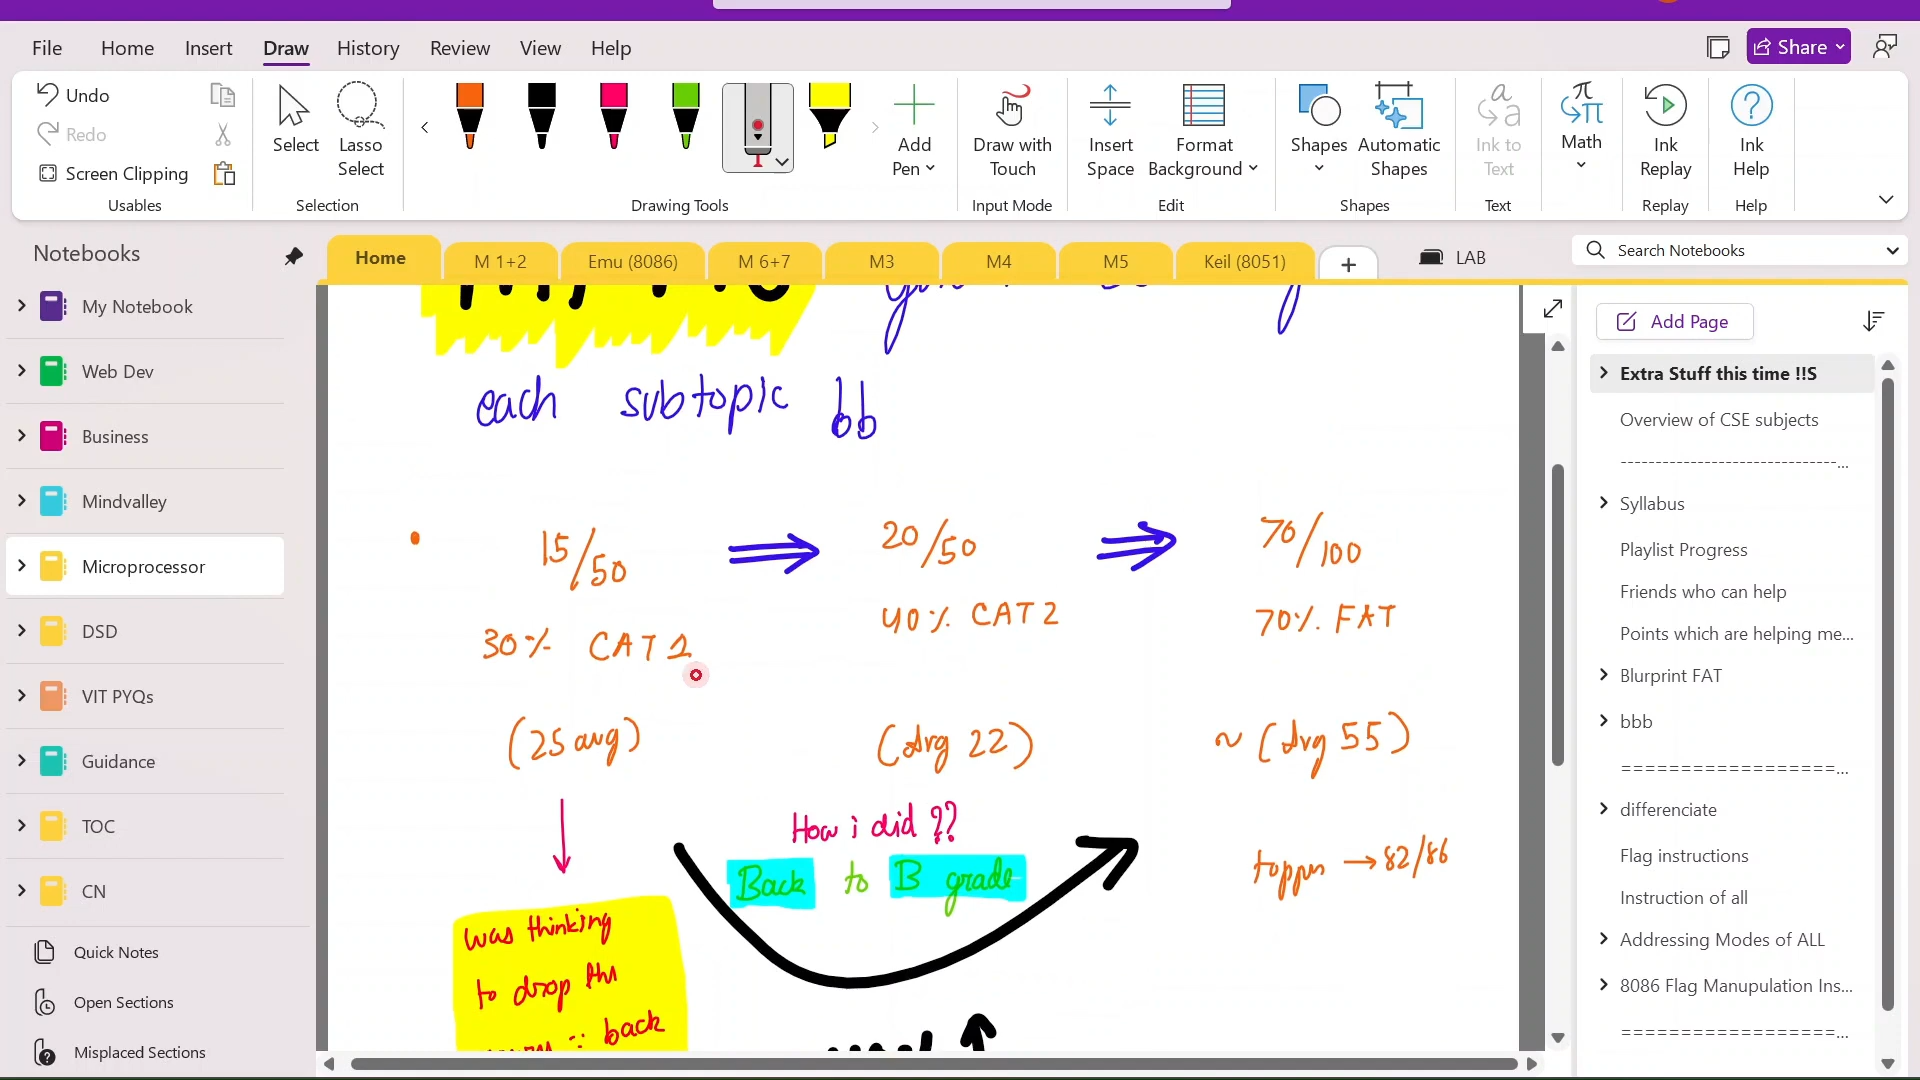 File Home Insert Draw History Review View Help Share
Undo
Redo
Screen Clipping
Usables
Select
Lasso Select
Selection
Drawing Tools
Add Pen
Draw with Touch
Input Mode
Insert Space
Format Background
Edit
Shapes
Automatic Shapes
Shapes
Ink to Text
Text
Math
Ink Replay
Replay
Ink Help
Help
Notebooks
My Notebook
Web Dev
Business
Mindvalley
Microprocessor
DSD
VIT PYQs
Guidance
TOC
CN
Quick Notes
Open Sections
Misplaced Sections
Home M 1+2 Emu (8086) M 6+7 M3 M4 M5 Keil (8051) + LAB
Search Notebooks
each subtopic bb
15/50 ⇒ 20/50 ⇒ 70/100
30% CAT 1 40% CAT 2 70% FAT
(25 avg) (Avg 22) ~ (Avg 55)
How i did ??
Back to B grade
topper → 82/86
was thinking
to drop this
back
Add Page
Extra Stuff this time !!S
Overview of CSE subjects
--------------------------------...
Syllabus
Playlist Progress
Friends who can help
Points which are helping me...
Blurprint FAT
bbb
==================...
differenciate
Flag instructions
Instruction of all
Addressing Modes of ALL
8086 Flag Manupulation Ins...
==================...